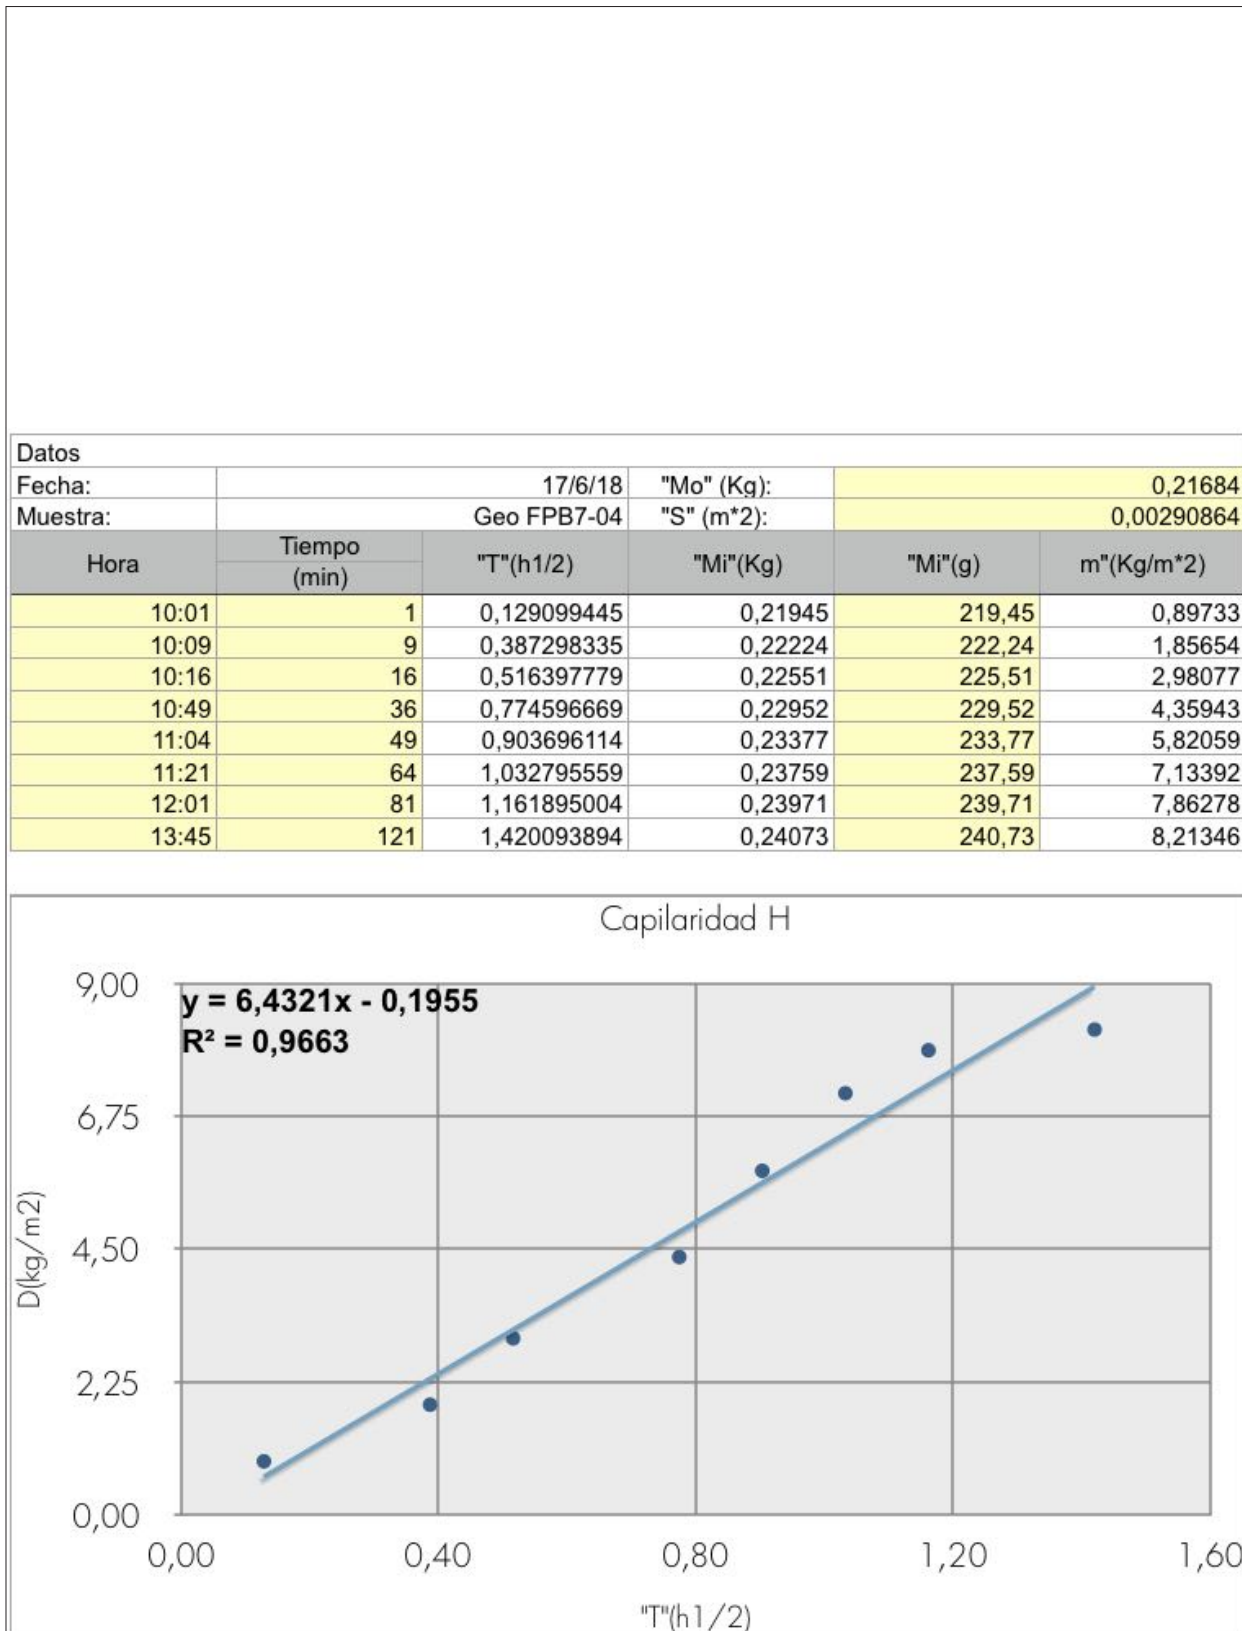 Datos
Fecha: 17/6/18 "Mo" (Kg): 0,21684
Muestra: Geo FPB7-04 "S" (m*2): 0,00290864
Hora Tiempo (min) "T"(h1/2) "Mi"(Kg) "Mi"(g) m"(Kg/m*2)
10:01 1 0,129099445 0,21945 219,45 0,89733
10:09 9 0,387298335 0,22224 222,24 1,85654
10:16 16 0,516397779 0,22551 225,51 2,98077
10:49 36 0,774596669 0,22952 229,52 4,35943
11:04 49 0,903696114 0,23377 233,77 5,82059
11:21 64 1,032795559 0,23759 237,59 7,13392
12:01 81 1,161895004 0,23971 239,71 7,86278
13:45 121 1,420093894 0,24073 240,73 8,21346
Capilaridad H
y = 6,4321x - 0,1955
R² = 0,9663
9,00
6,75
4,50
2,25
0,00
D(kg/m2)
0,00 0,40 0,80 1,20 1,60
"T"(h1/2)